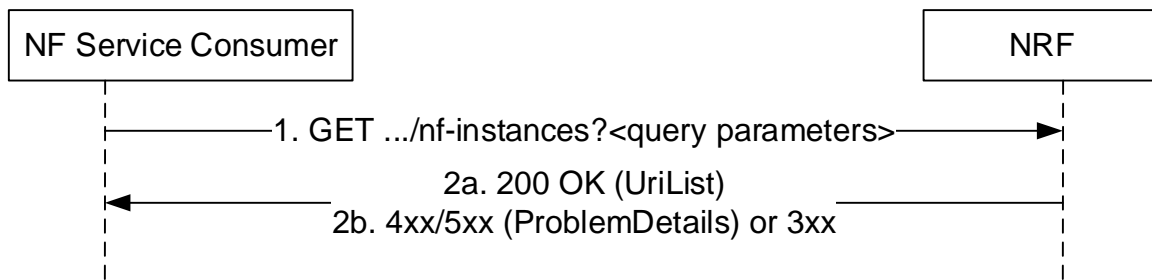 NF Service Consumer
NRF
1. GET .../nf-instances?<query parameters>
2a. 200 OK (UriList)
2b. 4xx/5xx (ProblemDetails) or 3xx